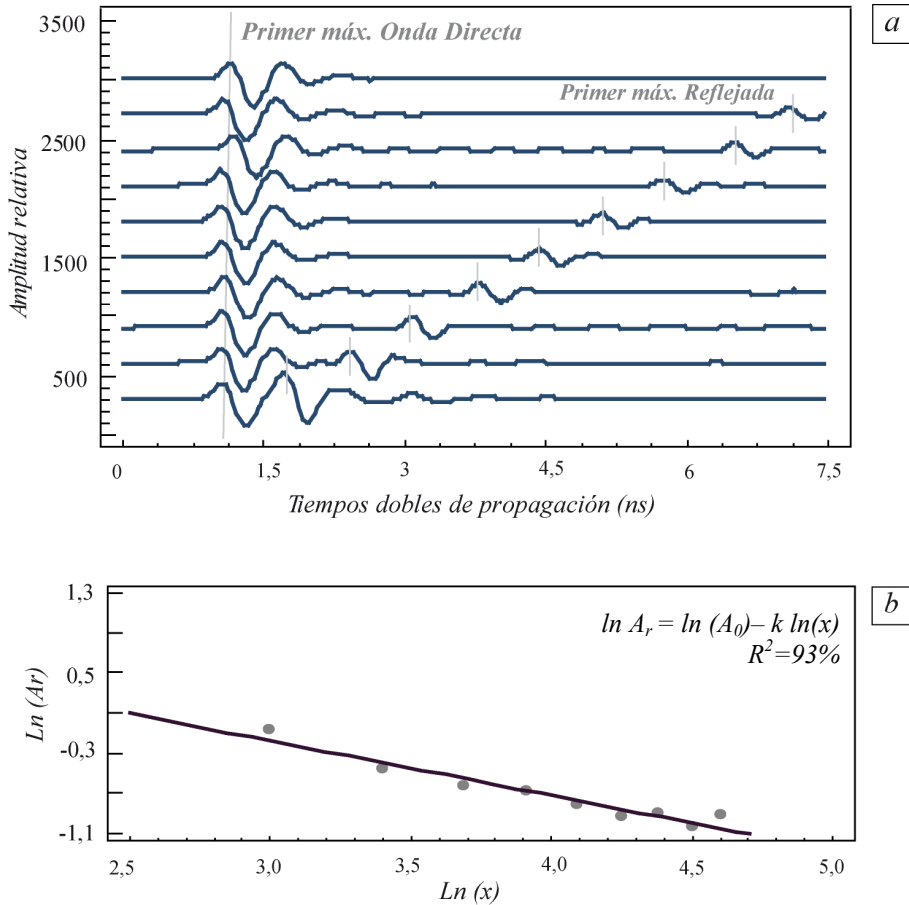 a
3500
2500
1500
500
Amplitud relativa
Primer máx. Onda Directa
Primer máx. Reflejada
0 1,5 3 4,5 6 7,5
Tiempos dobles de propagación (ns)
b
1,3
0,5
-0,3
-1,1
Ln (Ar)
ln Aᵣ = ln (A₀)– k ln(x)
R²=93%
2,5 3,0 3,5 4,0 4,5 5,0
Ln (x)